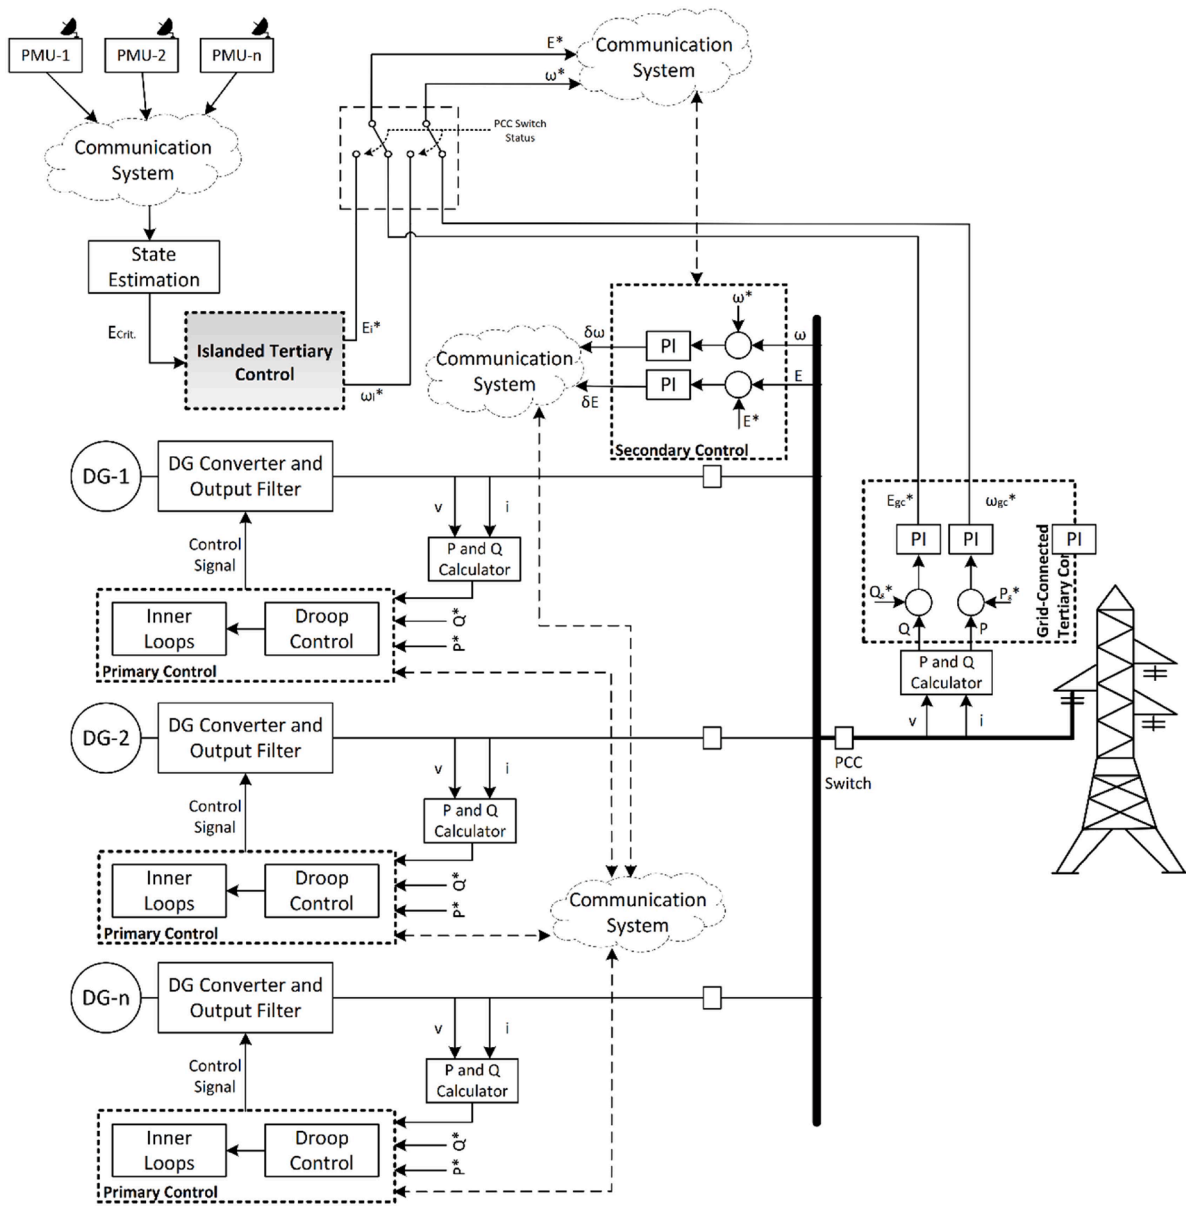 PMU-1
PMU-2
PMU-n
Communication
System
State
Estimation
ECrit.
Islanded Tertiary
Control
Ei*
ωi*
E*
ω*
PCC Switch
Status
Communication
System
Communication
System
δω
δE
PI
PI
ω*
E*
ω
E
Secondary Control
DG-1
DG Converter and
Output Filter
v
i
P and Q
Calculator
Control
Signal
Inner
Loops
Droop
Control
Q*
P*
Primary Control
Egc*
ωgc*
PI
PI
PI
Qg*
Pg*
Q
P
Grid-Connected
Tertiary Con
P and Q
Calculator
v
i
PCC
Switch
DG-2
DG Converter and
Output Filter
v
i
P and Q
Calculator
Control
Signal
Inner
Loops
Droop
Control
Q*
P*
Primary Control
Communication
System
DG-n
DG Converter and
Output Filter
v
i
P and Q
Calculator
Control
Signal
Inner
Loops
Droop
Control
Q*
P*
Primary Control